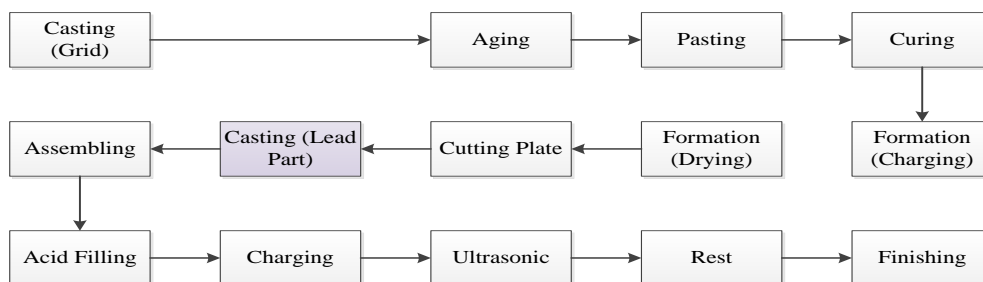 Casting
(Grid)
Aging
Pasting
Curing
Assembling
Casting (Lead
Part)
Cutting Plate
Formation
(Drying)
Formation
(Charging)
Acid Filling
Charging
Ultrasonic
Rest
Finishing